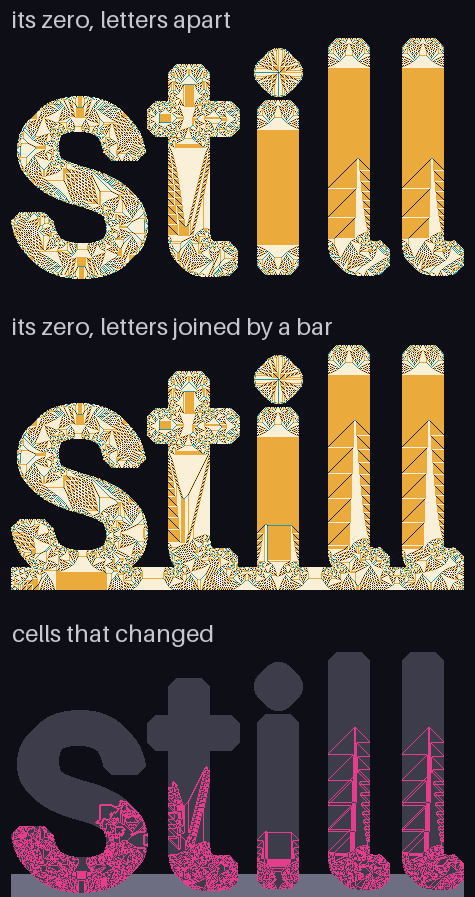 its zero, letters apart
still
its zero, letters joined by a bar
still
cells that changed
still